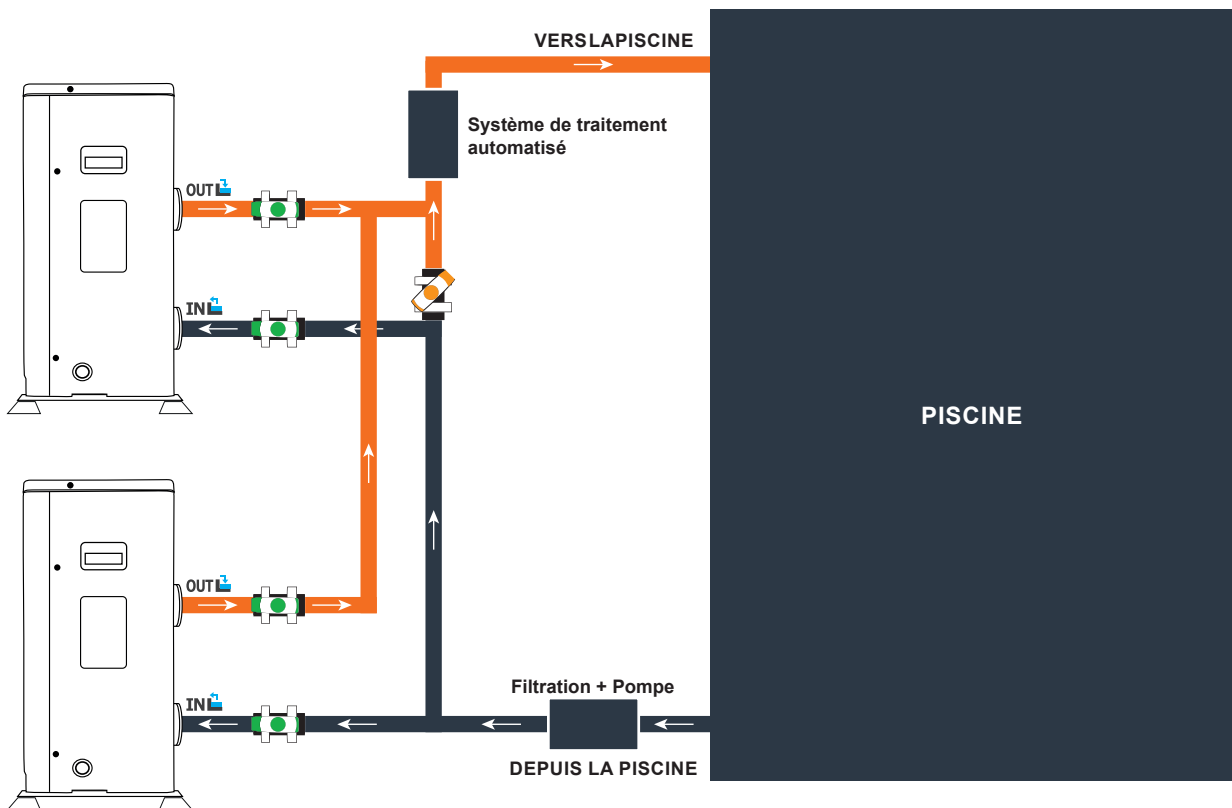 VERSLAPISCINE
Système de traitement
automatisé
OUT
IN
PISCINE
OUT
IN
Filtration + Pompe
DEPUIS LA PISCINE